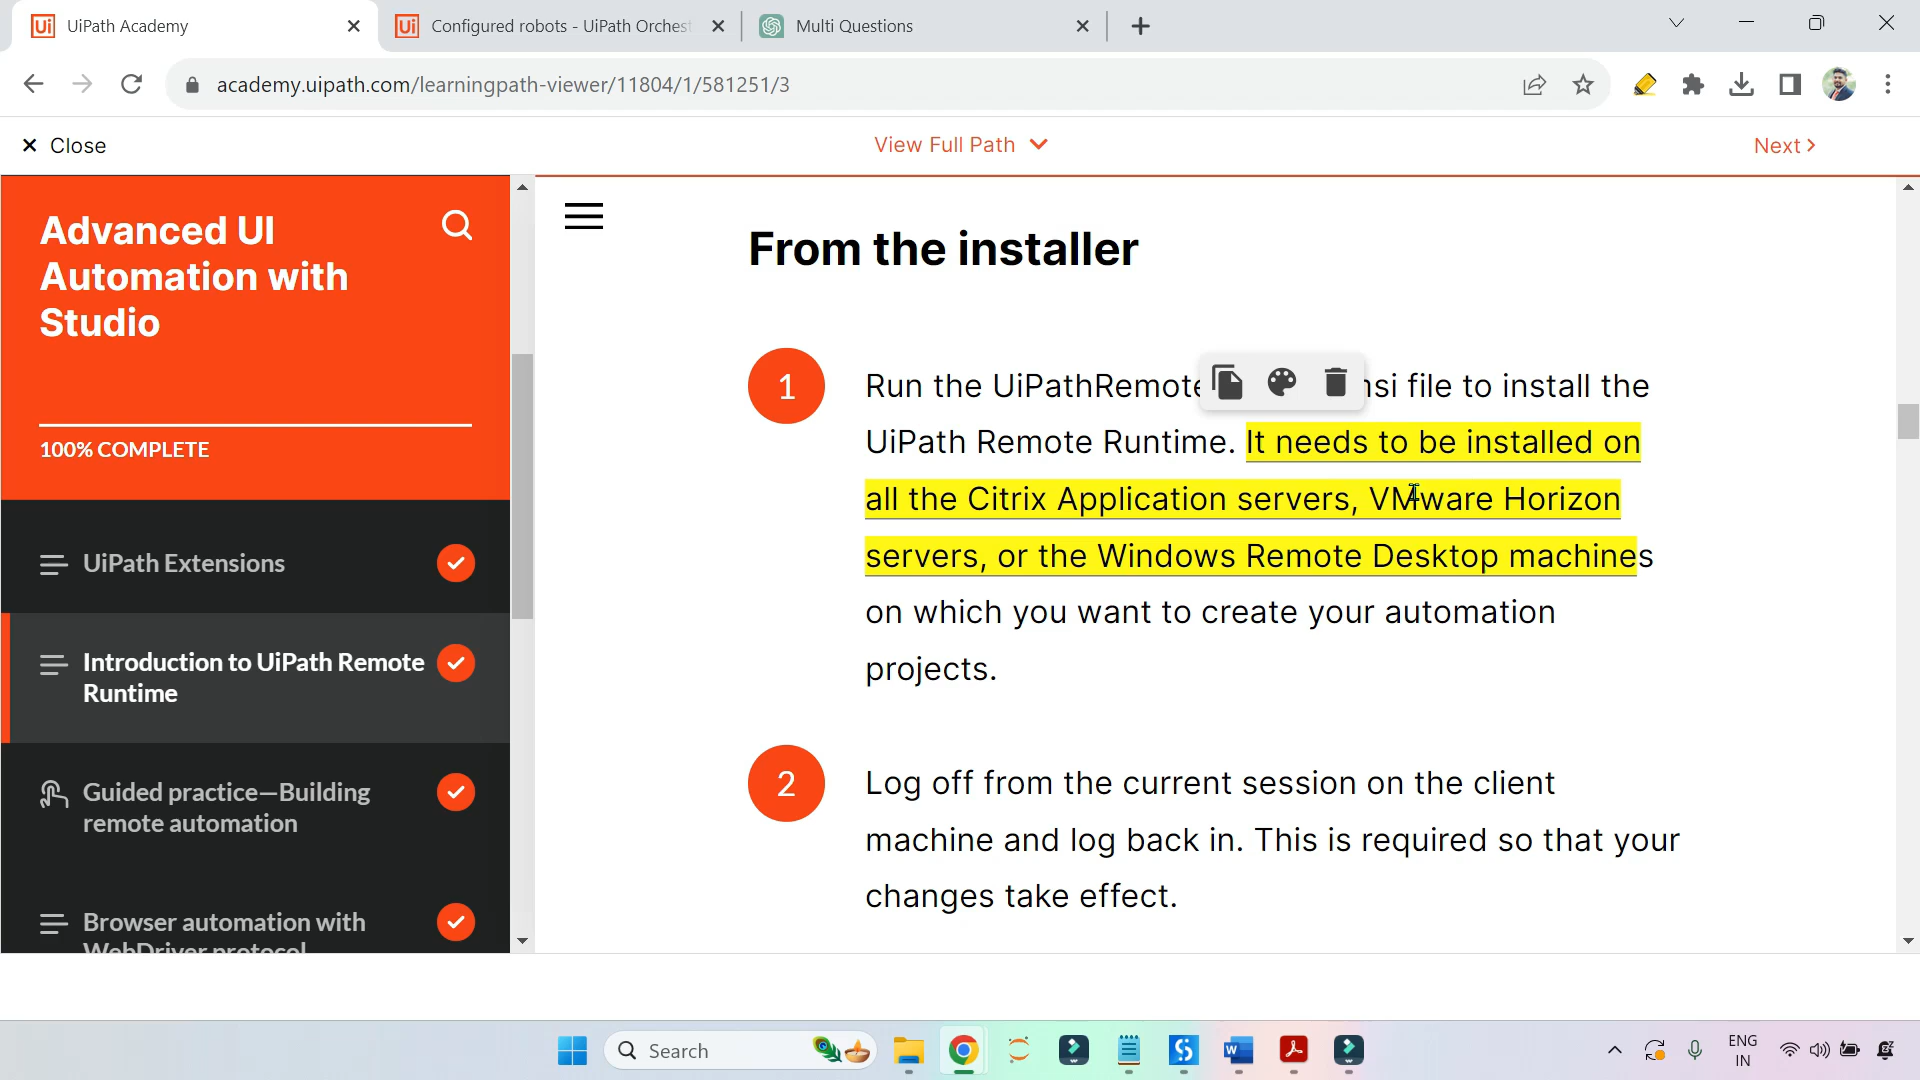 UiPath Academy
Configured robots - UiPath Orches
Multi Questions
academy.uipath.com/learningpath-viewer/11804/1/581251/3
Close
View Full Path
Next
Advanced UI
Automation with
Studio
100% COMPLETE
UiPath Extensions
Introduction to UiPath Remote
Runtime
Guided practice—Building
remote automation
Browser automation with
WebDriver protocol
From the installer
1
Run the UiPathRemote nsi file to install the
UiPath Remote Runtime. It needs to be installed on
all the Citrix Application servers, VMware Horizon
servers, or the Windows Remote Desktop machines
on which you want to create your automation
projects.
2
Log off from the current session on the client
machine and log back in. This is required so that your
changes take effect.
Search
ENG
IN